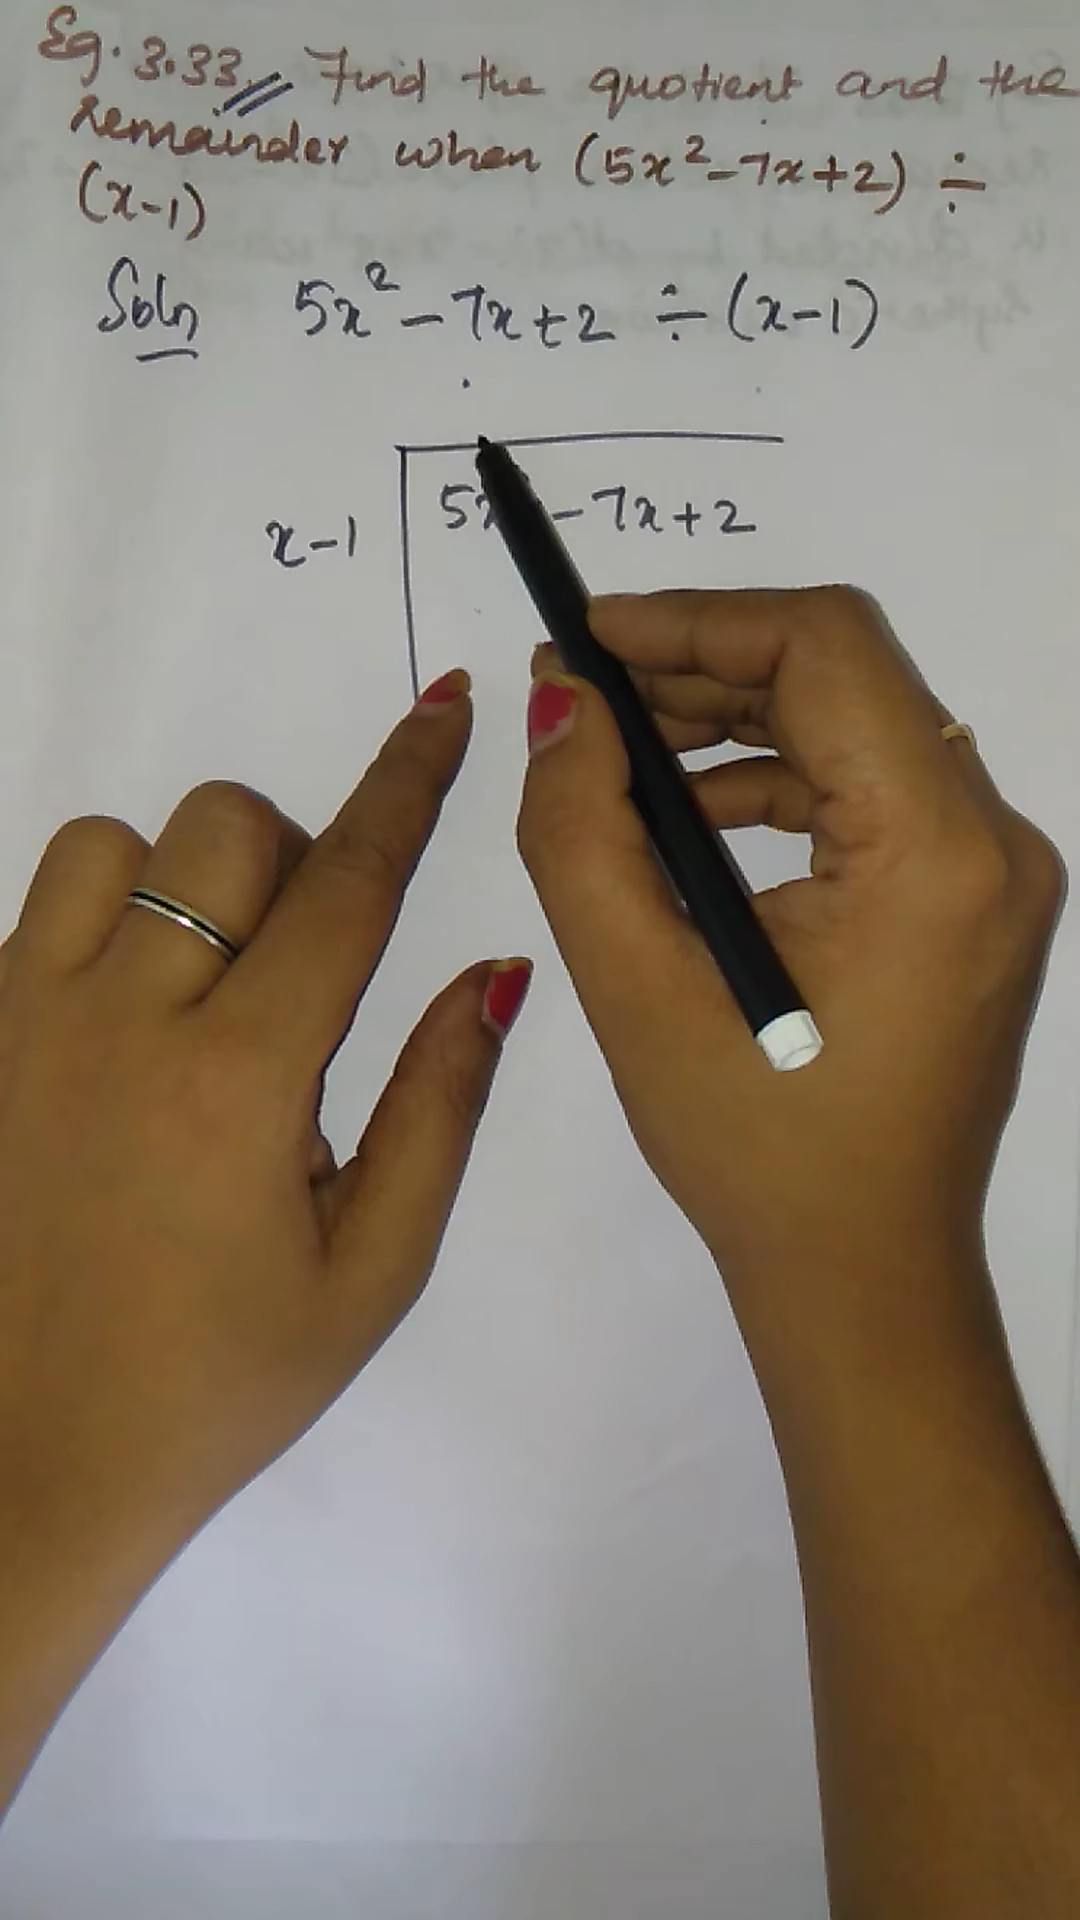 Eg. 3.33 Find the quotient and the
remainder when (5x²-7x+2) ÷
(x-1)
Soln 5x²-7x+2 ÷ (x-1)
5x -7x+2
x-1